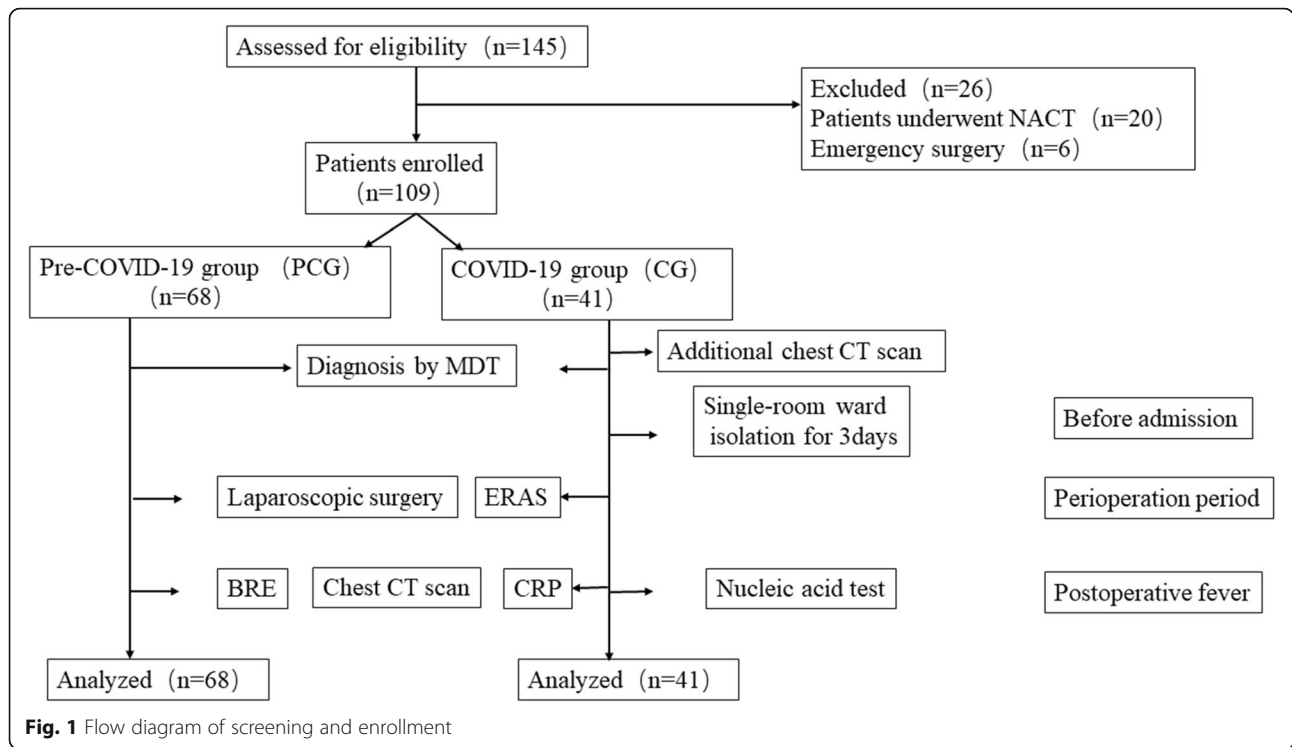 Assessed for eligibility (n=145)
Excluded (n=26)
Patients underwent NACT (n=20)
Emergency surgery (n=6)
Patients enrolled
(n=109)
Pre-COVID-19 group (PCG)
(n=68)
COVID-19 group (CG)
(n=41)
Additional chest CT scan
Diagnosis by MDT
Single-room ward
isolation for 3days
Before admission
Laparoscopic surgery
ERAS
Perioperation period
BRE
Chest CT scan
CRP
Nucleic acid test
Postoperative fever
Analyzed (n=68)
Analyzed (n=41)
Fig. 1 Flow diagram of screening and enrollment